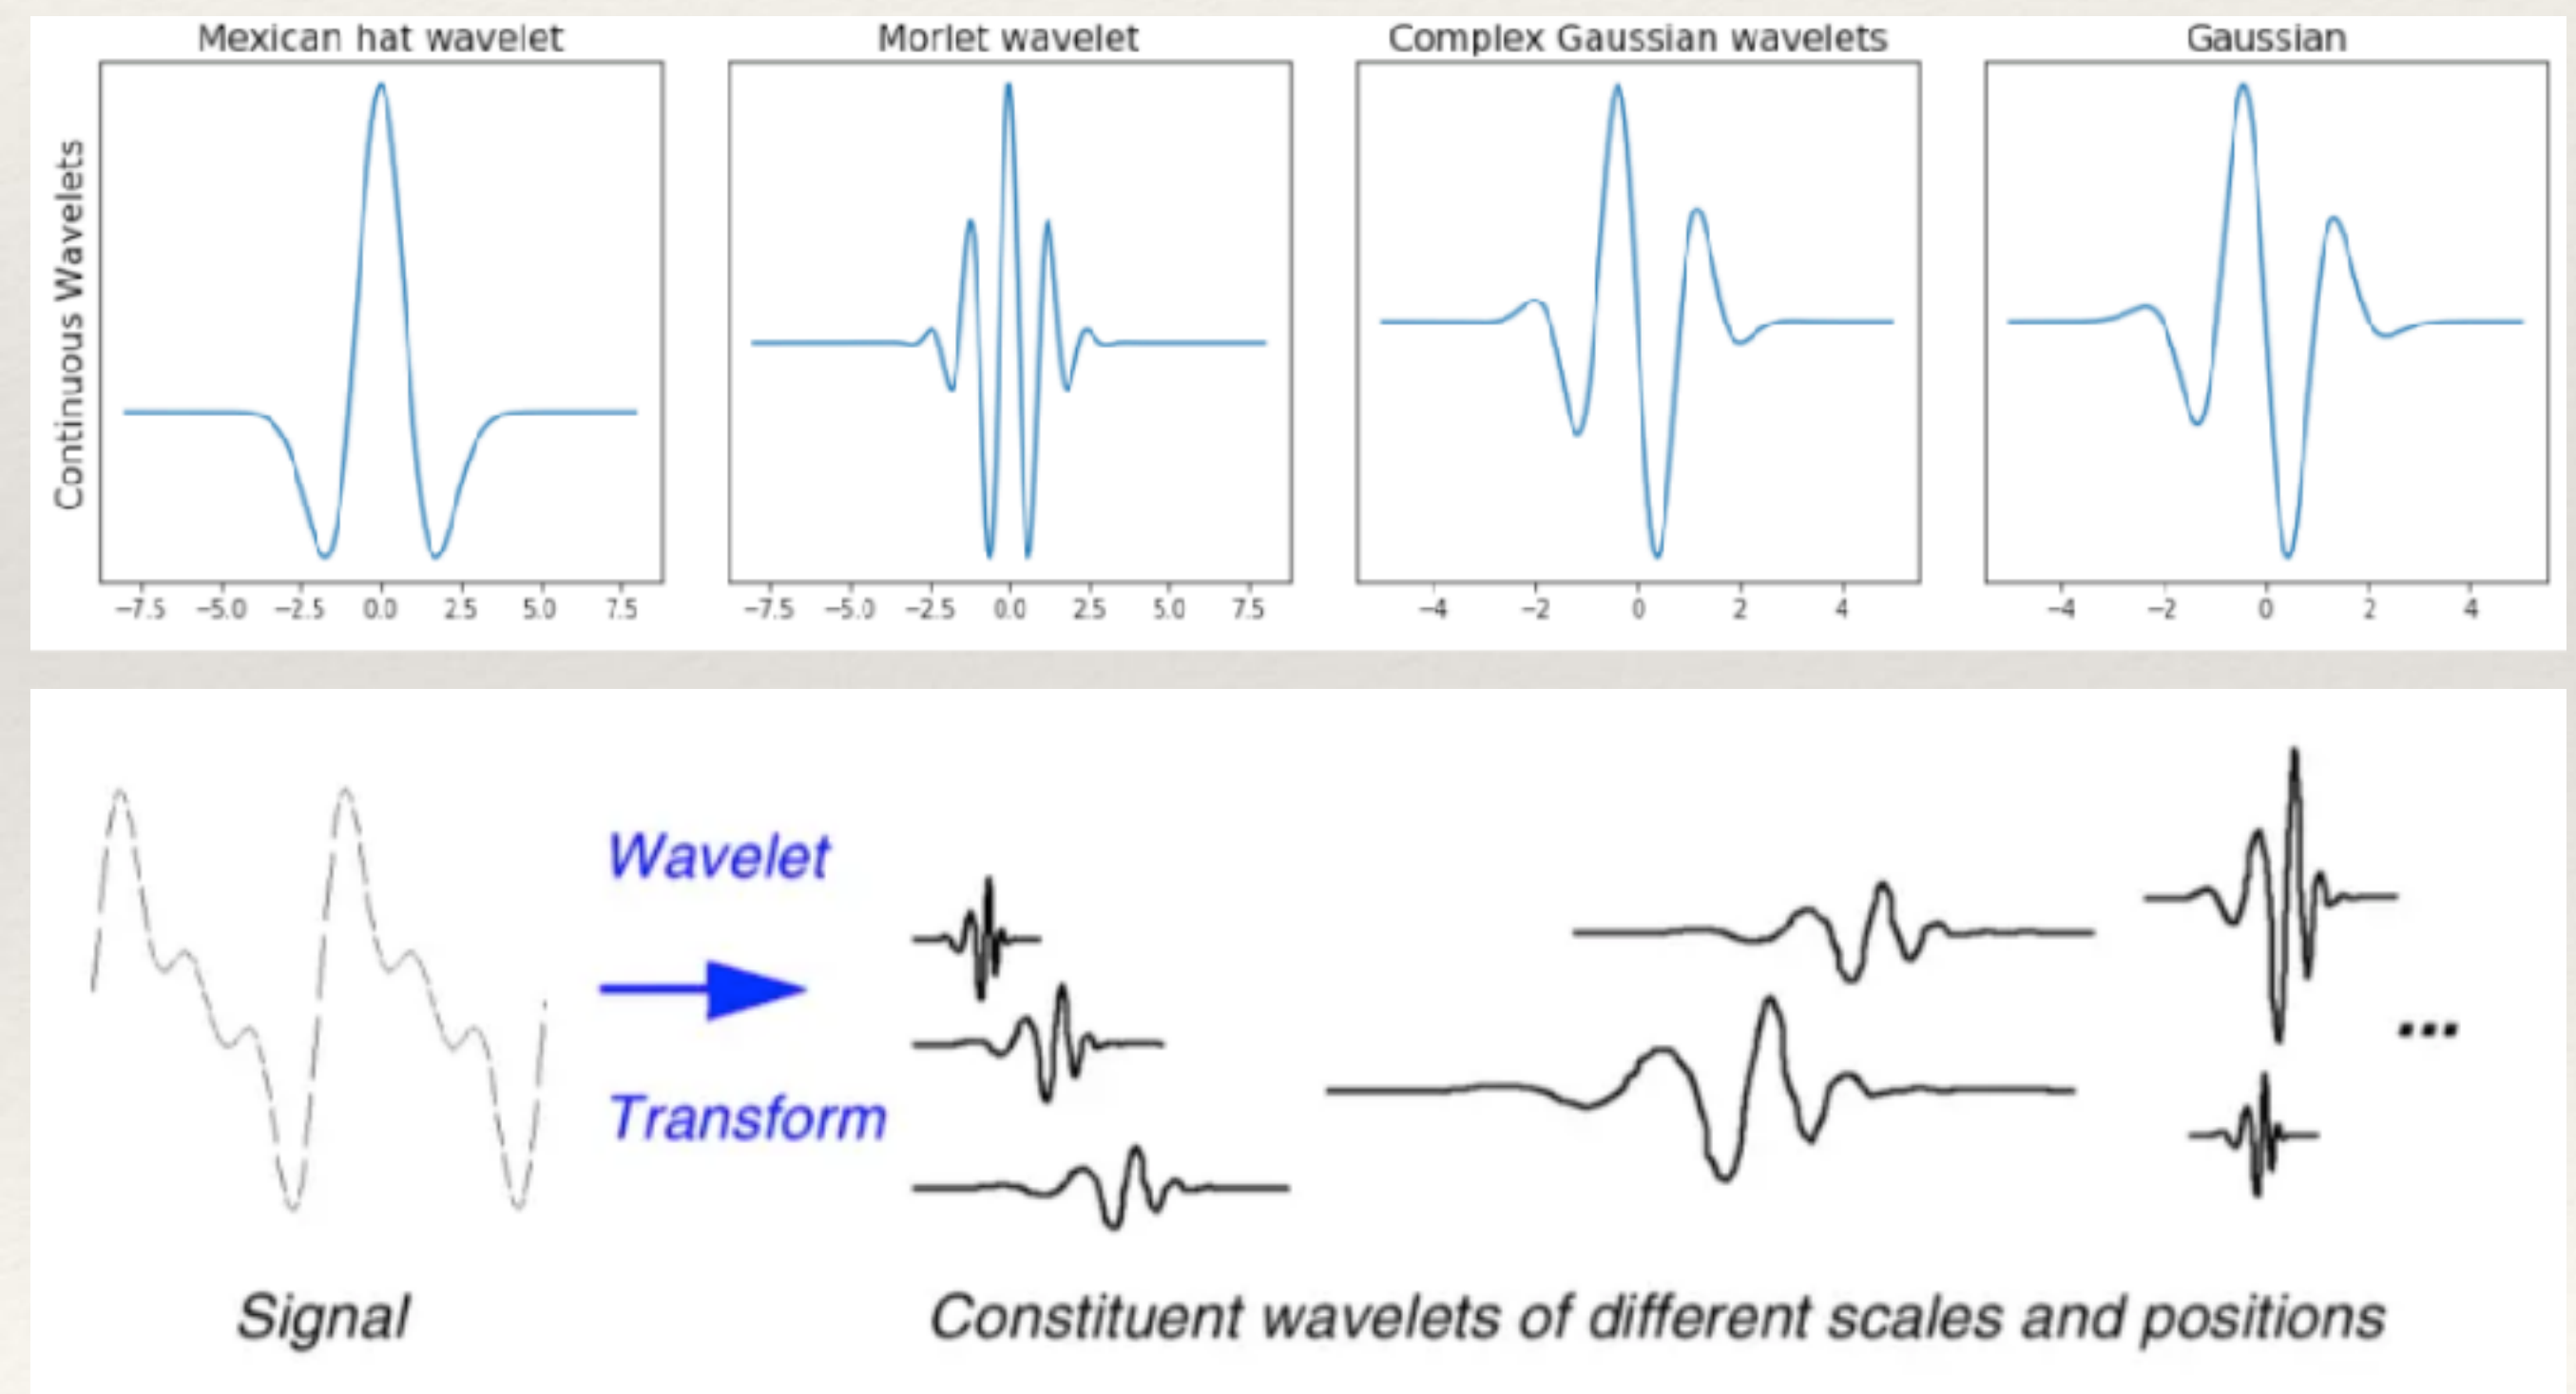 Mexican hat wavelet
Morlet wavelet
Complex Gaussian wavelets
Gaussian
Continuous Wavelets
−7.5 −5.0 −2.5 0.0 2.5 5.0 7.5
−7.5 −5.0 −2.5 0.0 2.5 5.0 7.5
−4 −2 0 2 4
−4 −2 0 2 4
Wavelet
Transform
...
Signal
Constituent wavelets of different scales and positions